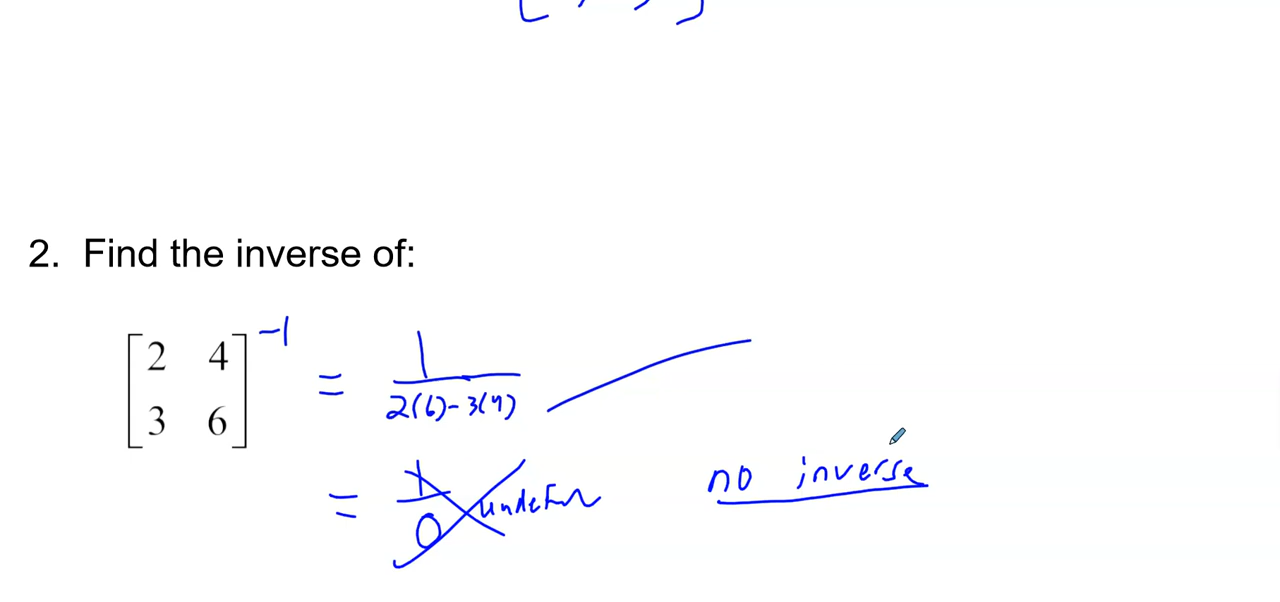 2. Find the inverse of:
[2 4
3 6]⁻¹ = 1/(2(6)-3(4))
= 1/0 undefn
no inverse